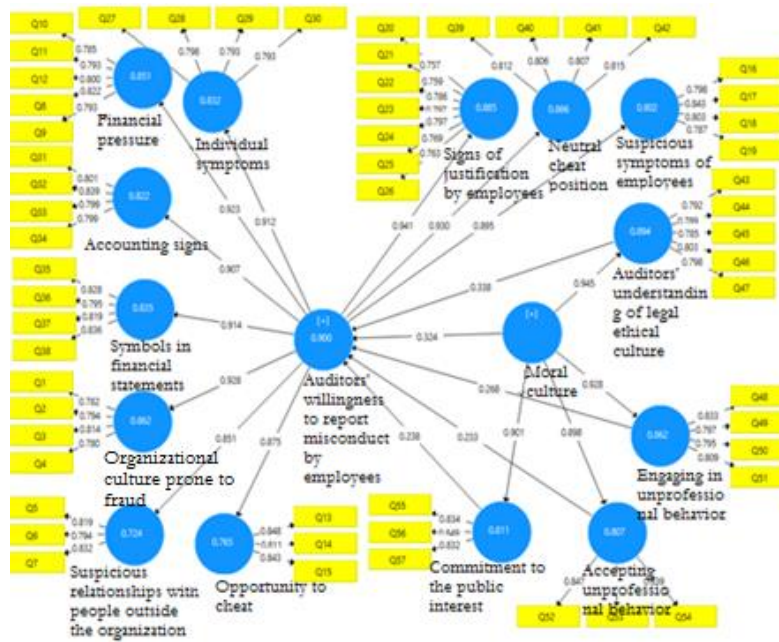 Q10
Q11
Q12
Q8
Q9
0.785
0.793
0.800
0.822
0.793
Financial
pressure
Q27
Q28
Q29
Q30
0.796
0.793
0.793
0.832
Individual
symptoms
Q20
Q21
Q22
Q23
Q24
Q25
Q26
0.757
0.759
0.786
0.797
0.769
0.763
0.885
Signs of
justification
by employees
Q39
Q40
Q41
Q42
0.812
0.806
0.807
0.815
0.886
Neutral
cheat
position
Q16
Q17
Q18
Q19
0.798
0.843
0.803
0.787
0.802
Suspicious
symptoms of
employees
Q31
Q32
Q33
Q34
0.801
0.839
0.799
0.799
0.822
Accounting signs
0.923
0.912
0.941
0.930
0.895
0.907
Q43
Q44
Q45
Q46
Q47
0.792
0.785
0.803
0.798
0.894
Auditors'
understandin
g of legal
ethical
culture
Q35
Q36
Q37
Q38
0.828
0.795
0.819
0.836
0.835
Symbols in
financial
statements
0.914
[+]
0.900
Auditors'
willingness
to report
misconduct
by
employees
0.338
0.324
0.945
[+]
Moral
culture
Q1
Q2
Q3
Q4
0.782
0.794
0.814
0.780
0.862
Organizational
culture prone to
fraud
0.928
0.851
0.875
0.238
0.233
0.268
0.901
0.898
0.928
Q48
Q49
Q50
Q51
0.833
0.797
0.795
0.809
0.862
Engaging in
unprofessio
nal behavior
Q5
Q6
Q7
0.819
0.794
0.832
0.724
Suspicious
relationships with
people outside
the organization
0.765
Opportunity to
cheat
Q13
Q14
Q15
0.848
0.811
0.843
Q55
Q56
Q57
0.834
0.832
0.811
Commitment to
the public
interest
0.807
Accepting
unprofessio
nal behavior
0.847
Q52
Q54